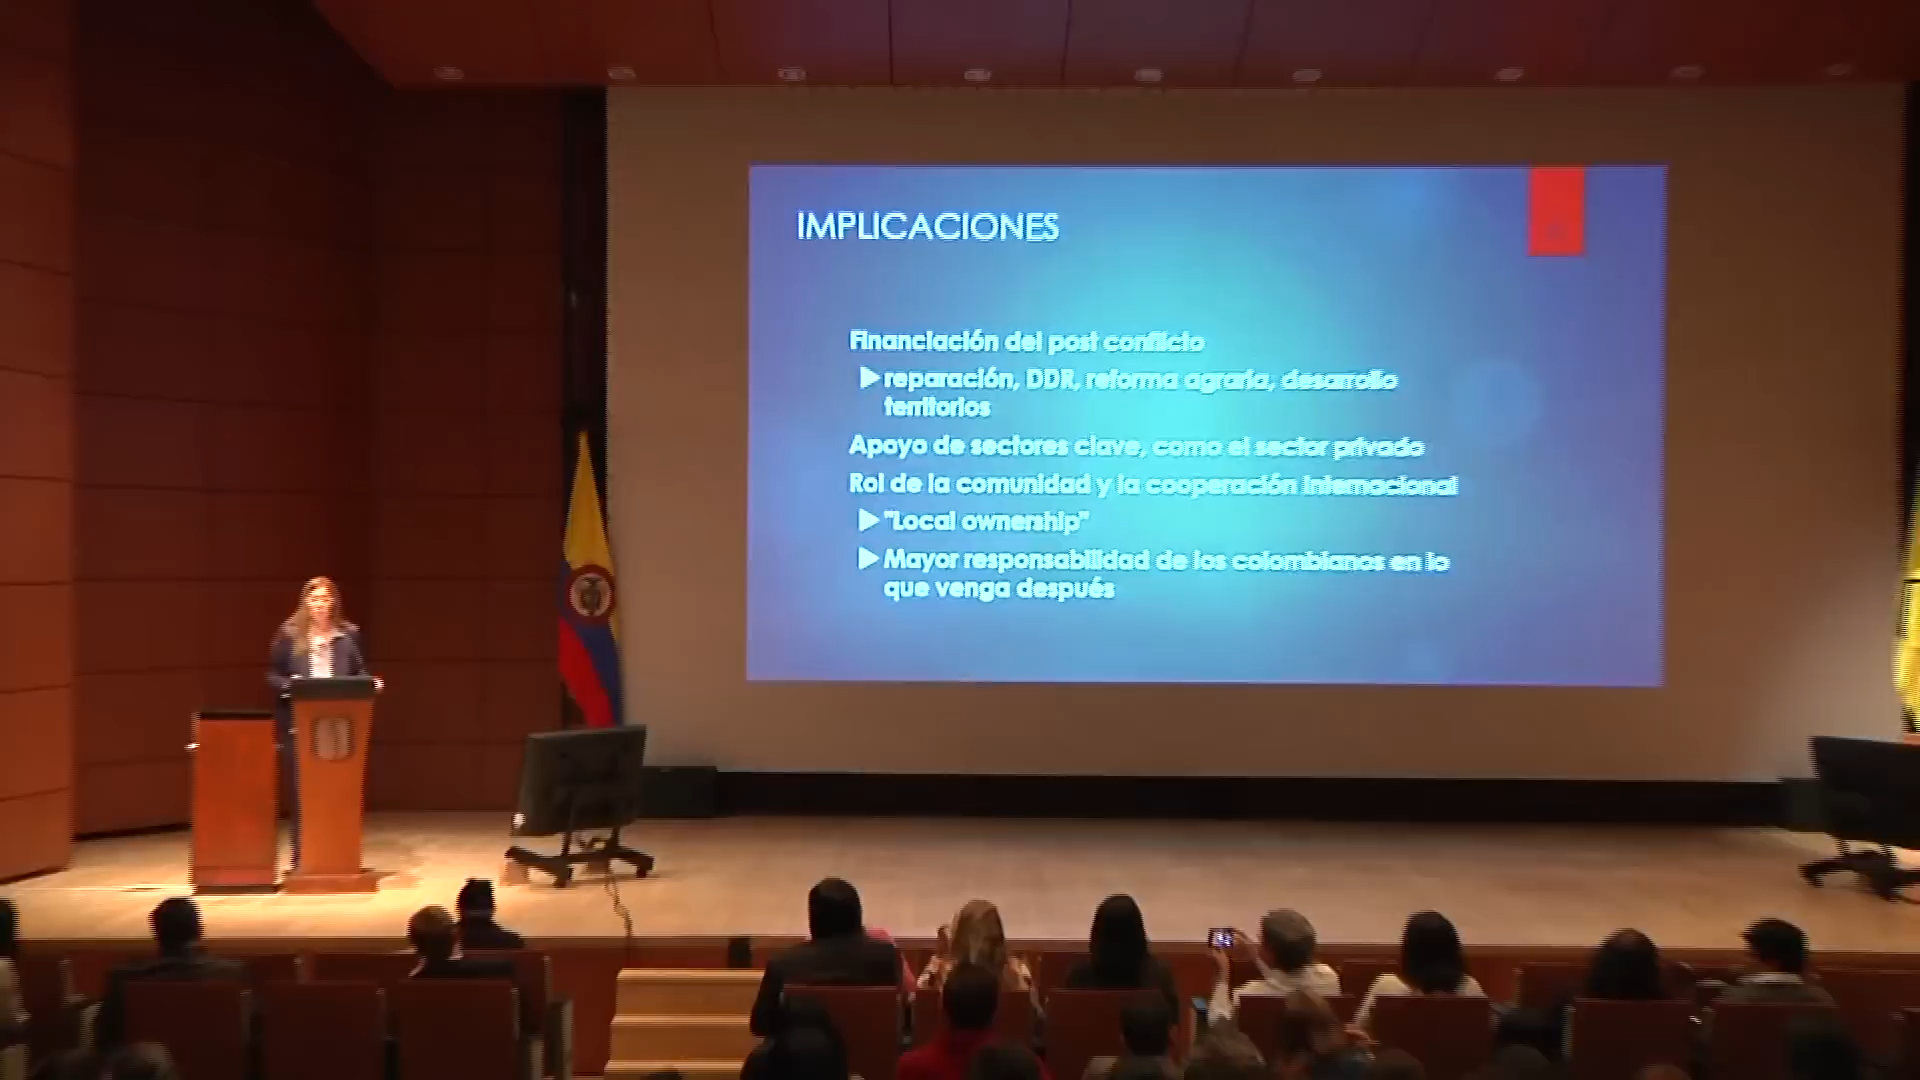 IMPLICACIONES
Financiación del post conflicto
▶reparación, DDR, reforma agraria, desarrollo
territorios
Apoyo de sectores clave, como el sector privado
Rol de la comunidad y la cooperación internacional
▶"Local ownership"
▶Mayor responsabilidad de los colombianos en lo
que venga después